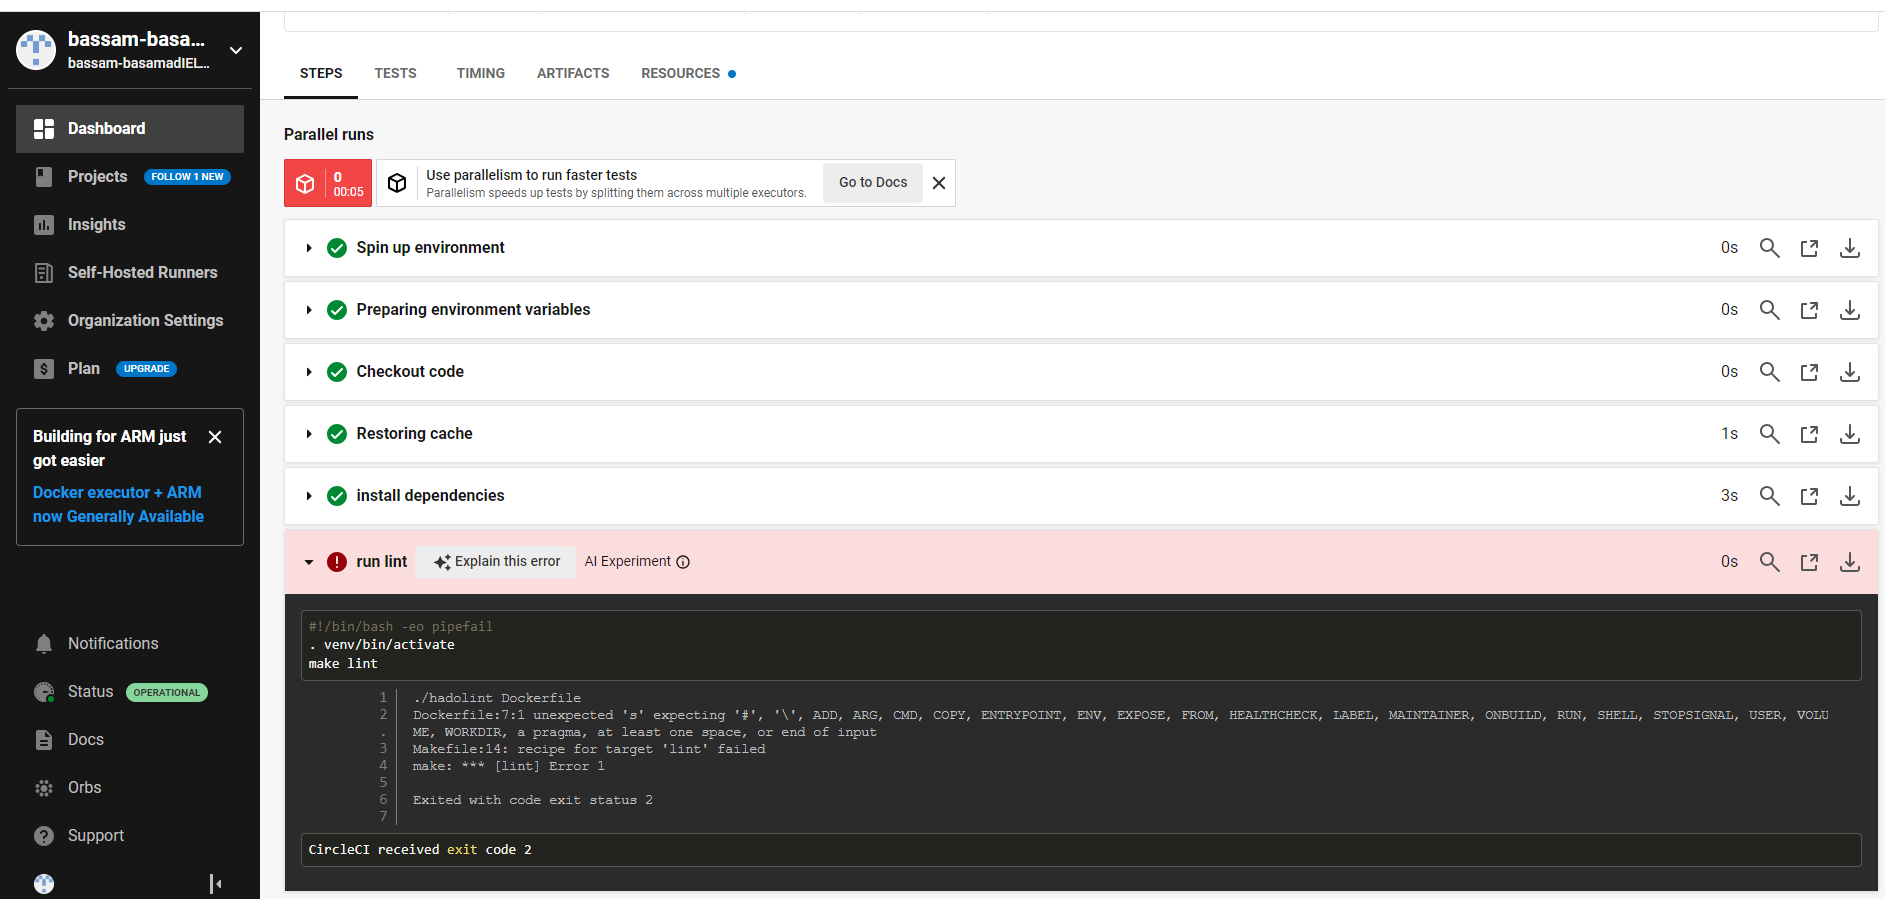 bassam-basa...
bassam-basamadIEL...
Dashboard
Projects
FOLLOW 1 NEW
Insights
Self-Hosted Runners
Organization Settings
Plan
UPGRADE
Building for ARM just
got easier
Docker executor + ARM
now Generally Available
Notifications
Status
OPERATIONAL
Docs
Orbs
Support
STEPS
TESTS
TIMING
ARTIFACTS
RESOURCES
Parallel runs
0
00:05
Use parallelism to run faster tests
Parallelism speeds up tests by splitting them across multiple executors.
Go to Docs
Spin up environment
0s
Preparing environment variables
0s
Checkout code
0s
Restoring cache
1s
install dependencies
3s
run lint
Explain this error
AI Experiment
0s
#!/bin/bash -eo pipefail
. venv/bin/activate
make lint
1 ./hadolint Dockerfile
2 Dockerfile:7:1 unexpected 's' expecting '#', '\', ADD, ARG, CMD, COPY, ENTRYPOINT, ENV, EXPOSE, FROM, HEALTHCHECK, LABEL, MAINTAINER, ONBUILD, RUN, SHELL, STOPSIGNAL, USER, VOLU
. ME, WORKDIR, a pragma, at least one space, or end of input
3 Makefile:14: recipe for target 'lint' failed
4 make: *** [lint] Error 1
5
6 Exited with code exit status 2
7
CircleCI received exit code 2